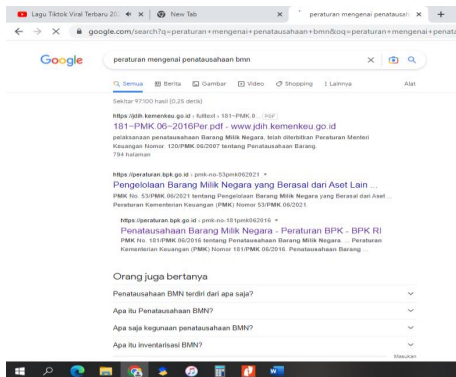 Lagu Tiktok Viral Terbaru 202
New Tab
peraturan mengenai penatausah
google.com/search?q=peraturan+mengenai+penatausahaan+bmn&oq=peraturan+mengenai+penata
Google
peraturan mengenai penatausahaan bmn
Semua Berita Gambar Video Shopping Lainnya Alat
Sekitar 97.100 hasil (0,25 detik)
https://jdih.kemenkeu.go.id › fulltext › 181~PMK.0... PDF
181~PMK.06~2016Per.pdf - www.jdih.kemenkeu.go.id
pelaksanaan penatausahaan Barang Milik Negara, telah diterbitkan Peraturan Menteri
Keuangan Nomor. 120/PMK.06/2007 tentang Penatausahaan Barang.
794 halaman
https://peraturan.bpk.go.id › pmk-no-53pmk062021
Pengelolaan Barang Milik Negara yang Berasal dari Aset Lain ...
PMK No. 53/PMK.06/2021 tentang Pengelolaan Barang Milik Negara yang Berasal dari Aset ...
Peraturan Kementerian Keuangan (PMK) Nomor 53/PMK.06/2021.
https://peraturan.bpk.go.id › pmk-no-181pmk062016
Penatausahaan Barang Milik Negara - Peraturan BPK - BPK RI
PMK No. 181/PMK.06/2016 tentang Penatausahaan Barang Milik Negara. ... Peraturan
Kementerian Keuangan (PMK) Nomor 181/PMK.06/2016. Penatausahaan Barang ...
Orang juga bertanya
Penatausahaan BMN terdiri dari apa saja?
Apa itu Penatausahaan BMN?
Apa saja kegunaan penatausahaan BMN?
Apa itu inventarisasi BMN?
Masukan